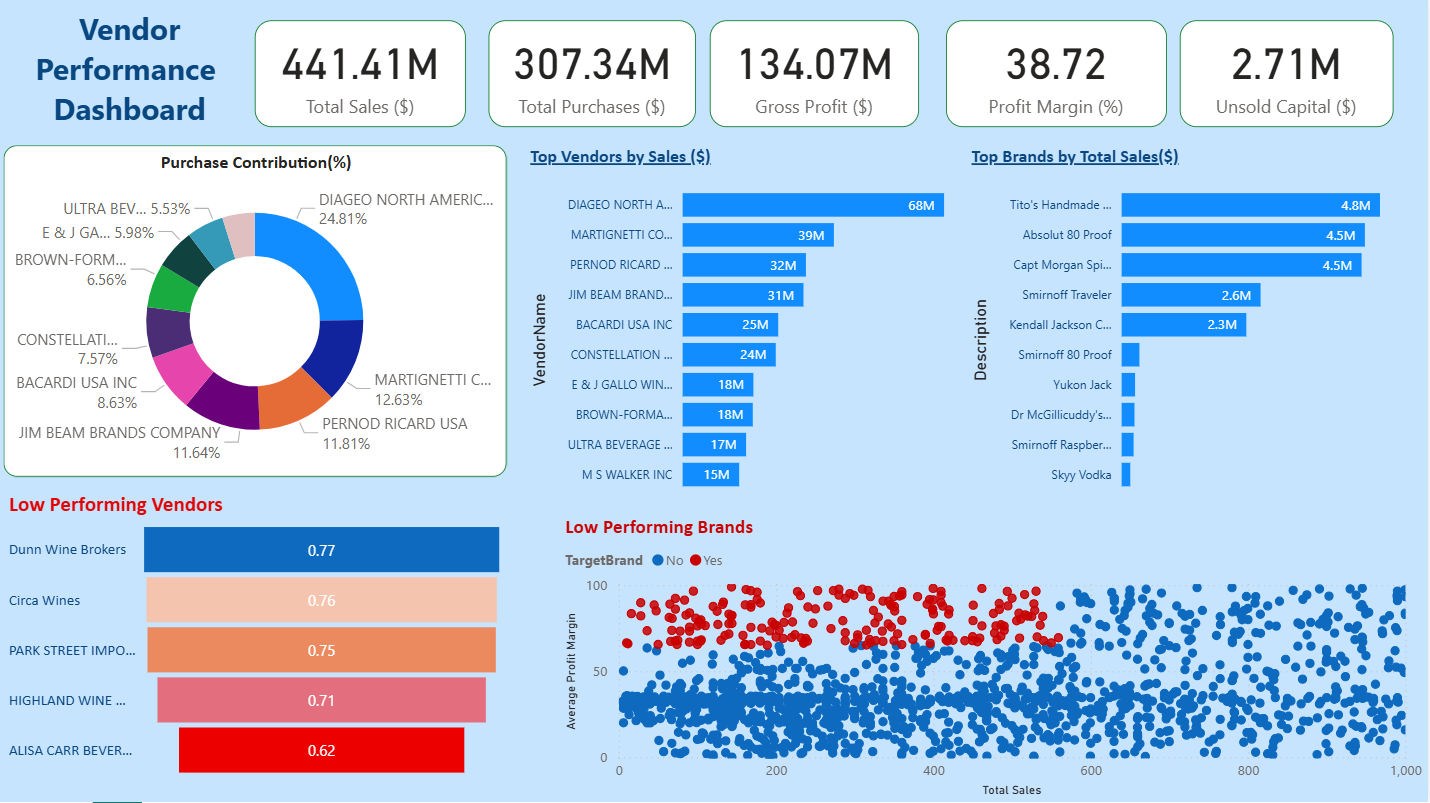 Vendor
Performance
Dashboard
441.41M
Total Sales ($)
307.34M
Total Purchases ($)
134.07M
Gross Profit ($)
38.72
Profit Margin (%)
2.71M
Unsold Capital ($)
Purchase Contribution(%)
DIAGEO NORTH AMERIC...
24.81%
MARTIGNETTI C...
12.63%
PERNOD RICARD USA
11.81%
JIM BEAM BRANDS COMPANY
11.64%
BACARDI USA INC
8.63%
CONSTELLATI...
7.57%
BROWN-FORM...
6.56%
E & J GA... 5.98%
ULTRA BEV... 5.53%
Top Vendors by Sales ($)
VendorName
DIAGEO NORTH A... 68M
MARTIGNETTI CO... 39M
PERNOD RICARD ... 32M
JIM BEAM BRAND... 31M
BACARDI USA INC 25M
CONSTELLATION ... 24M
E & J GALLO WIN... 18M
BROWN-FORMA... 18M
ULTRA BEVERAGE ... 17M
M S WALKER INC 15M
Top Brands by Total Sales($)
Description
Tito's Handmade ... 4.8M
Absolut 80 Proof 4.5M
Capt Morgan Spi... 4.5M
Smirnoff Traveler 2.6M
Kendall Jackson C... 2.3M
Smirnoff 80 Proof
Yukon Jack
Dr McGillicuddy's...
Smirnoff Raspber...
Skyy Vodka
Low Performing Vendors
Dunn Wine Brokers 0.77
Circa Wines 0.76
PARK STREET IMPO... 0.75
HIGHLAND WINE ... 0.71
ALISA CARR BEVER... 0.62
Low Performing Brands
TargetBrand No Yes
Average Profit Margin
100
50
0
0 200 400 600 800 1,000
Total Sales